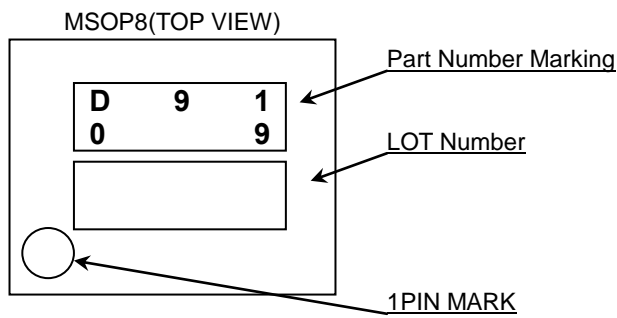 MSOP8(TOP VIEW)
Part Number Marking
D 9 1
0 9
LOT Number
1PIN MARK